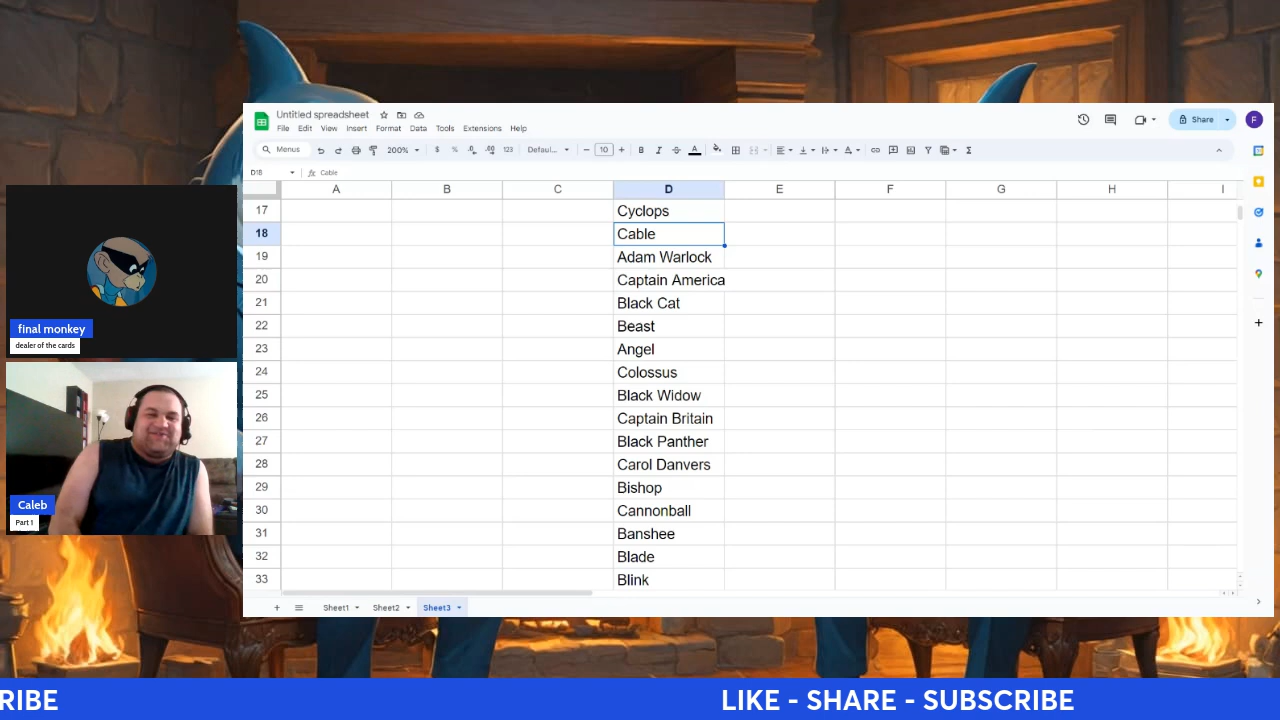 Untitled spreadsheet
File Edit View Insert Format Data Tools Extensions Help
Share
F
Menus 200% $ % .0 .00 123 Defaul... 10 B I A
D18 fx Cable
A B C D E F G H I
17 Cyclops
18 Cable
19 Adam Warlock
20 Captain America
21 Black Cat
22 Beast
23 Angel
24 Colossus
25 Black Widow
26 Captain Britain
27 Black Panther
28 Carol Danvers
29 Bishop
30 Cannonball
31 Banshee
32 Blade
33 Blink
Sheet1 Sheet2 Sheet3
final monkey
dealer of the cards
Caleb
Part 1
RIBE LIKE - SHARE - SUBSCRIBE